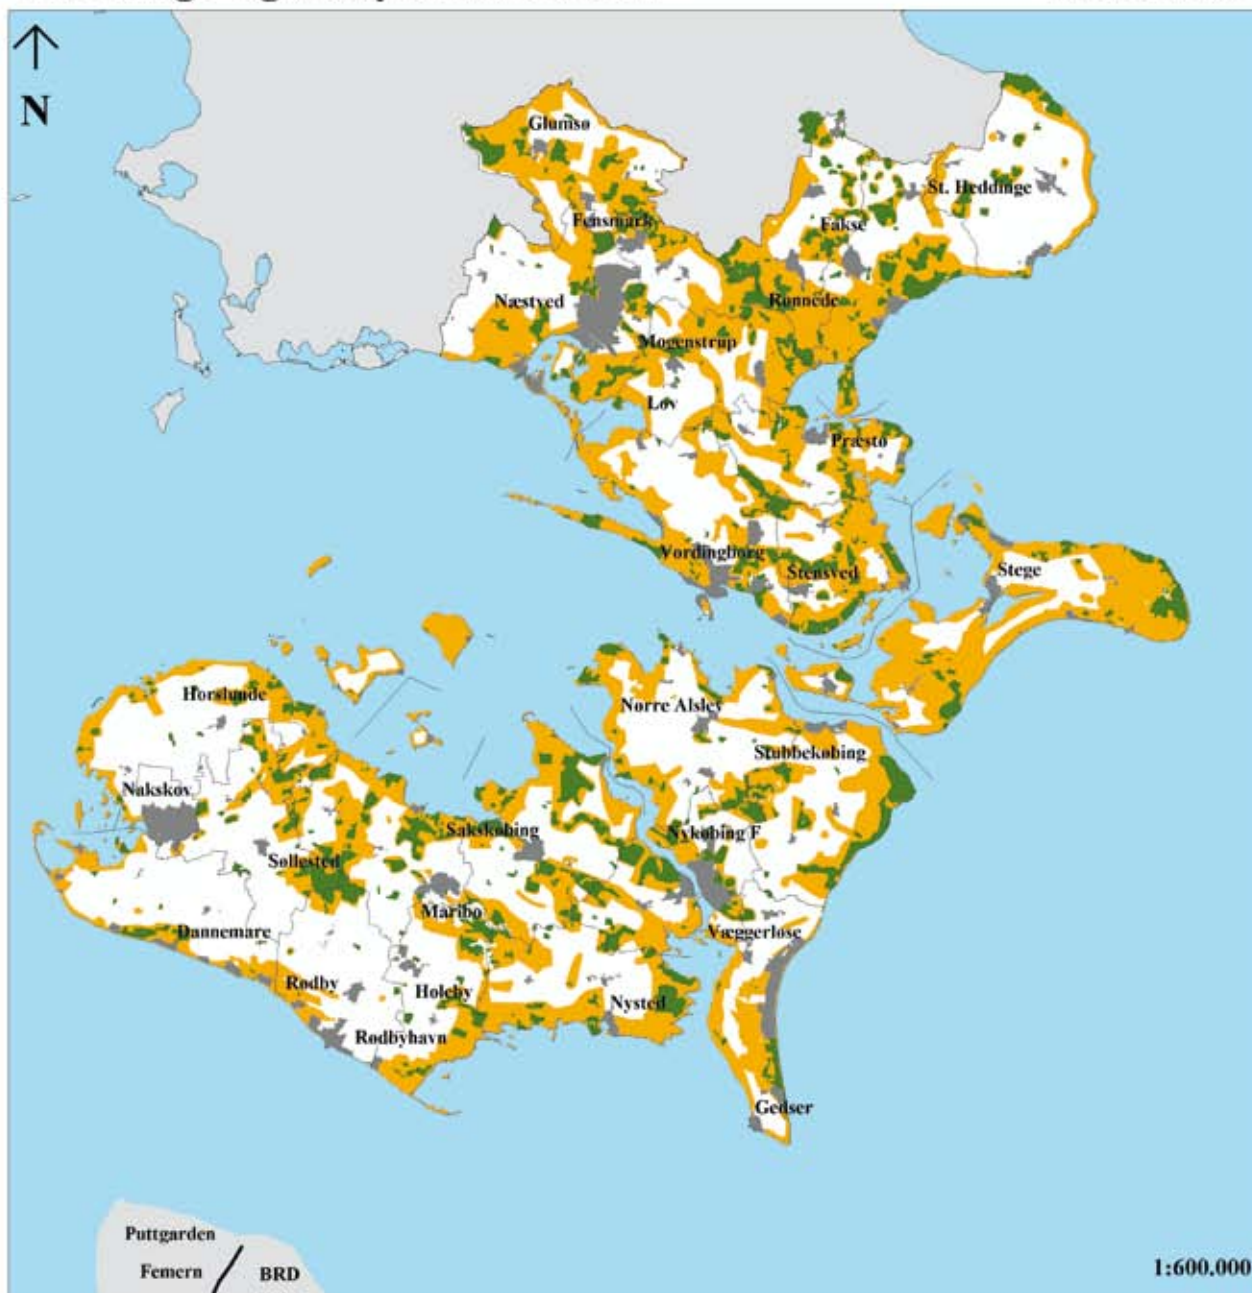 N
Glumsø
St. Heddinge
Fensmark
Fakse
Næstved
Rønnede
Mogenstrup
Lov
Præstø
Vordingborg
Stensved
Stege
Horslunde
Nørre Alslev
Stubbekøbing
Nakskov
Sakskøbing
Nykøbing F
Søllested
Maribo
Dannemare
Væggerløse
Rødby
Holeby
Nysted
Rødbyhavn
Gedser
Puttgarden
Femern
BRD
1:600.000